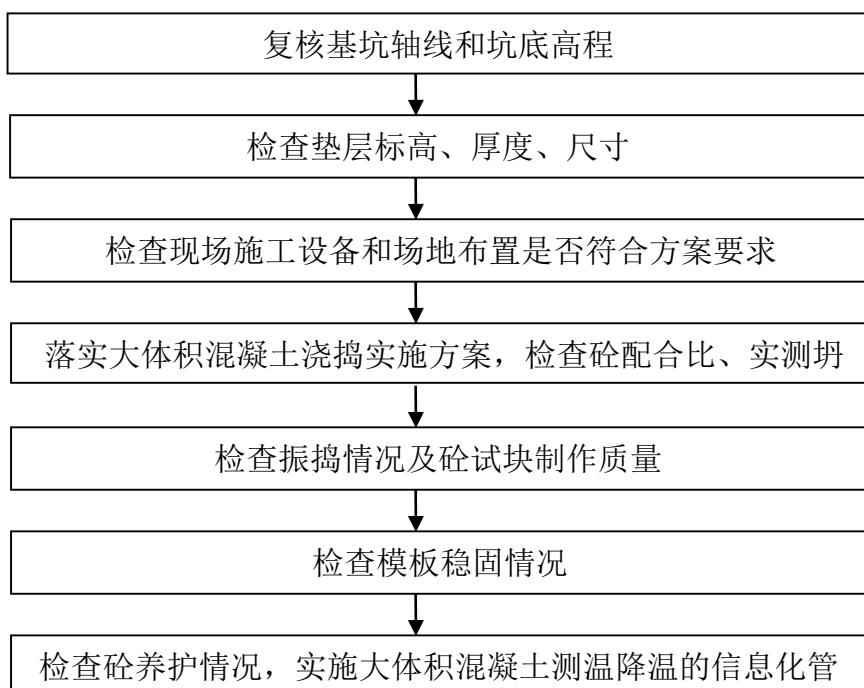 复核基坑轴线和坑底高程
检查垫层标高、厚度、尺寸
检查现场施工设备和场地布置是否符合方案要求
落实大体积混凝土浇捣实施方案，检查砼配合比、实测坍
检查振捣情况及砼试块制作质量
检查模板稳固情况
检查砼养护情况，实施大体积混凝土测温降温的信息化管